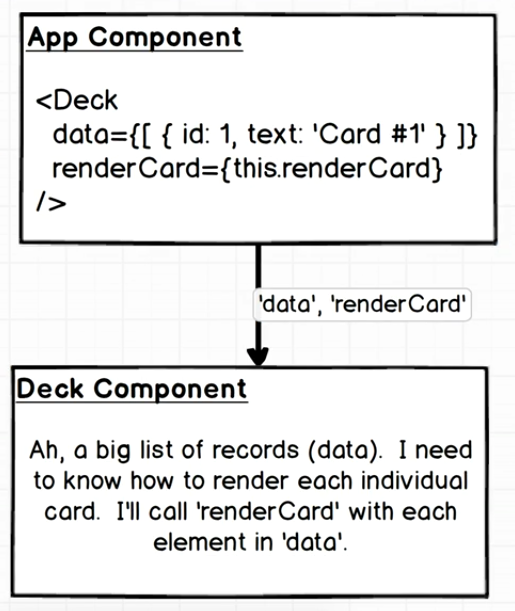 App Component
<Deck
data={[ { id: 1, text: 'Card #1' } ]}
renderCard={this.renderCard}
/>
'data', 'renderCard'
Deck Component
Ah, a big list of records (data). I need
to know how to render each individual
card. I'll call 'renderCard' with each
element in 'data'.